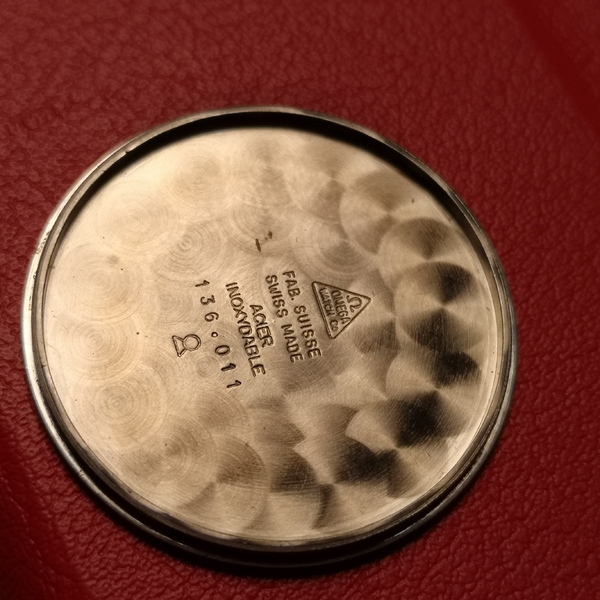 Ω
OMEGA
WATCH Co
FAB. SUISSE
SWISS MADE
ACIER
INOXYDABLE
136.011